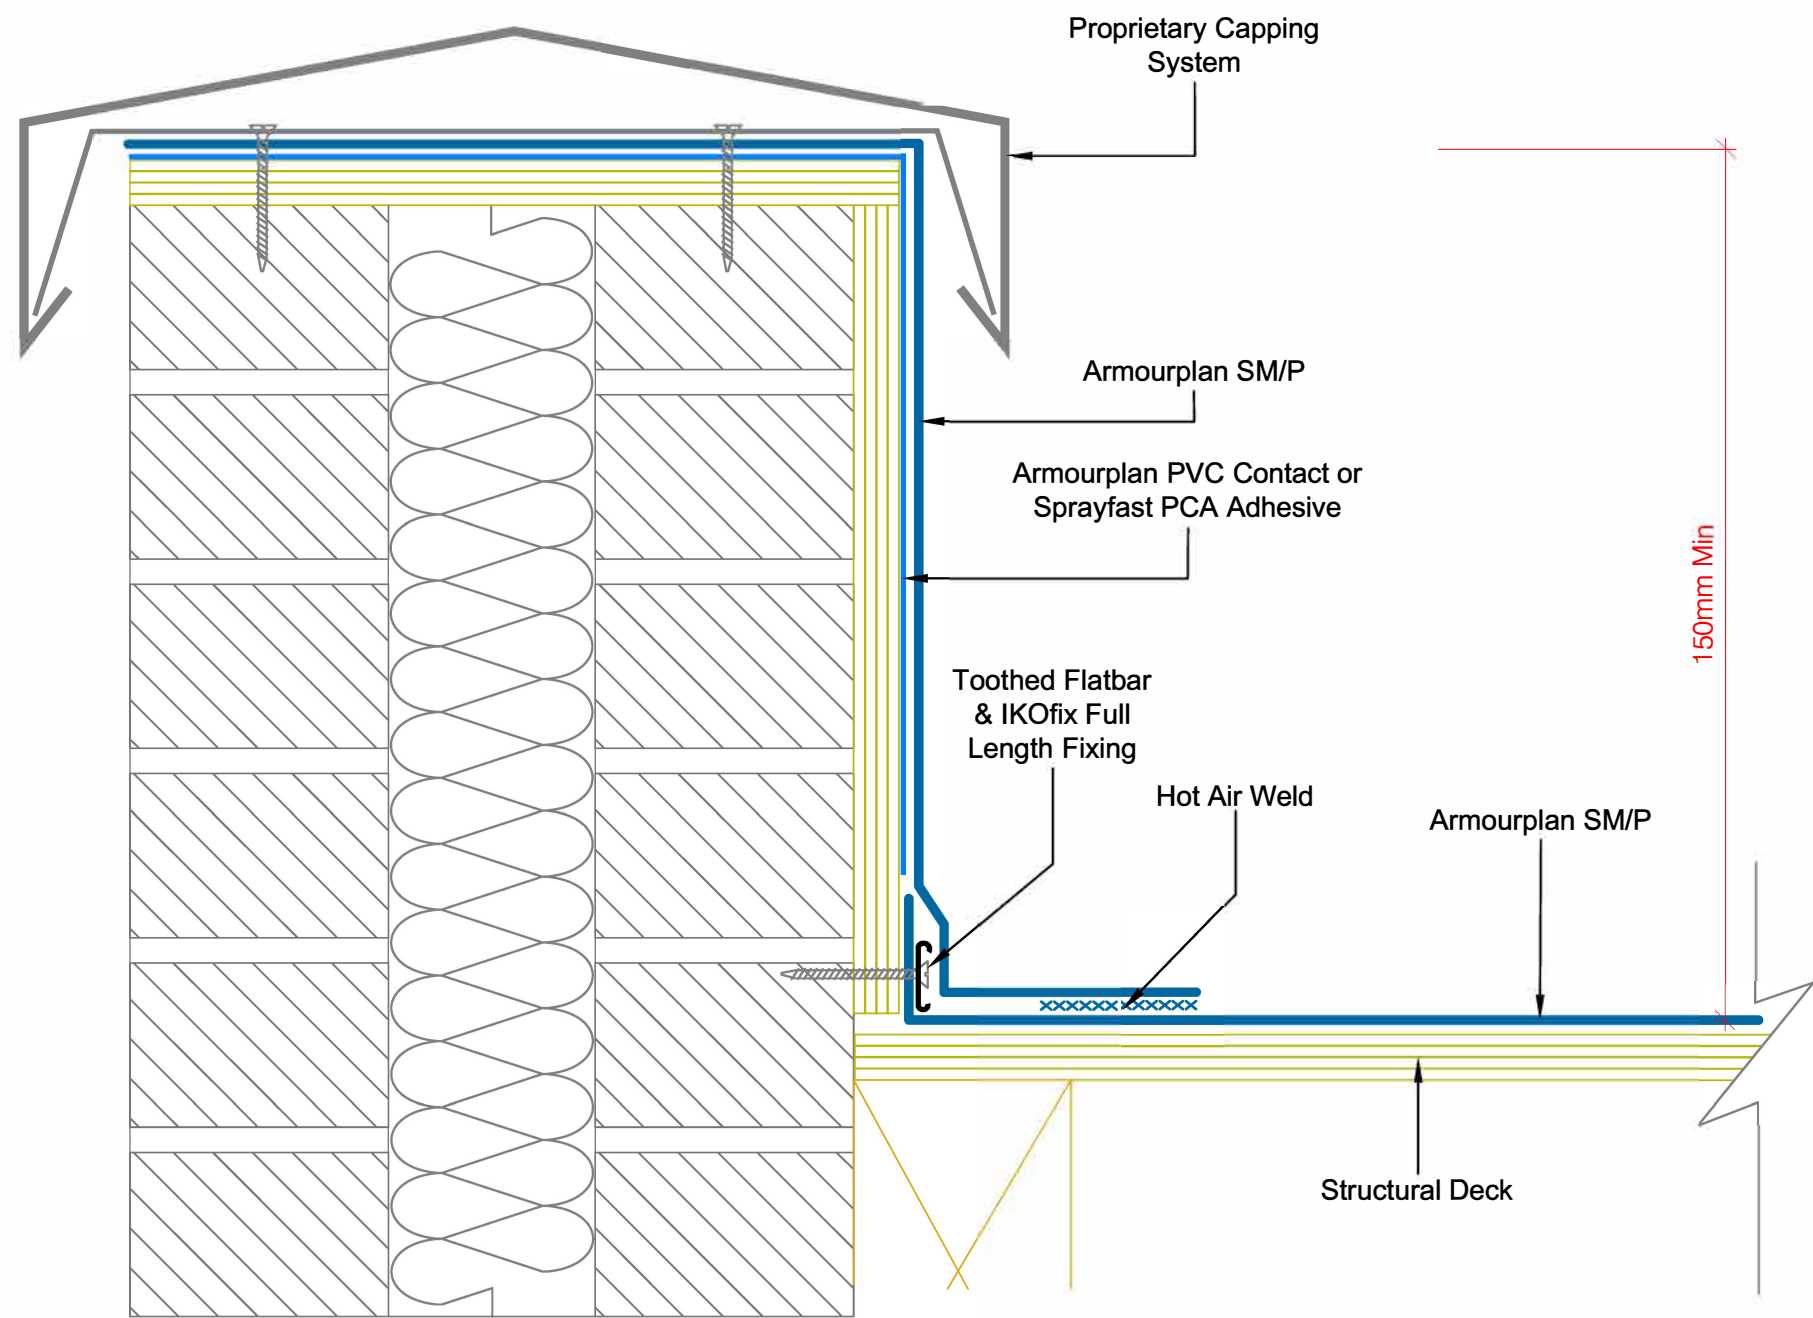 Proprietary Capping
System
Armourplan SM/P
Armourplan PVC Contact or
Sprayfast PCA Adhesive
150mm Min
Toothed Flatbar
& IKOfix Full
Length Fixing
Hot Air Weld
Armourplan SM/P
Structural Deck